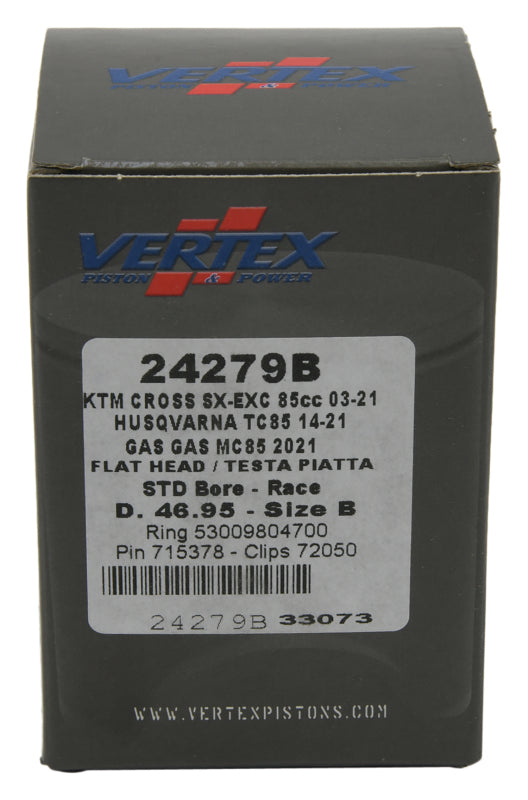 VERTEX
VERTEX
PISTON & POWER
24279B
KTM CROSS SX-EXC 85cc 03-21
HUSQVARNA TC85 14-21
GAS GAS MC85 2021
FLAT HEAD / TESTA PIATTA
STD Bore - Race
D. 46.95 - Size B
Ring 53009804700
Pin 715378 - Clips 72050
24279B 33073
WWW.VERTEXPISTONS.COM